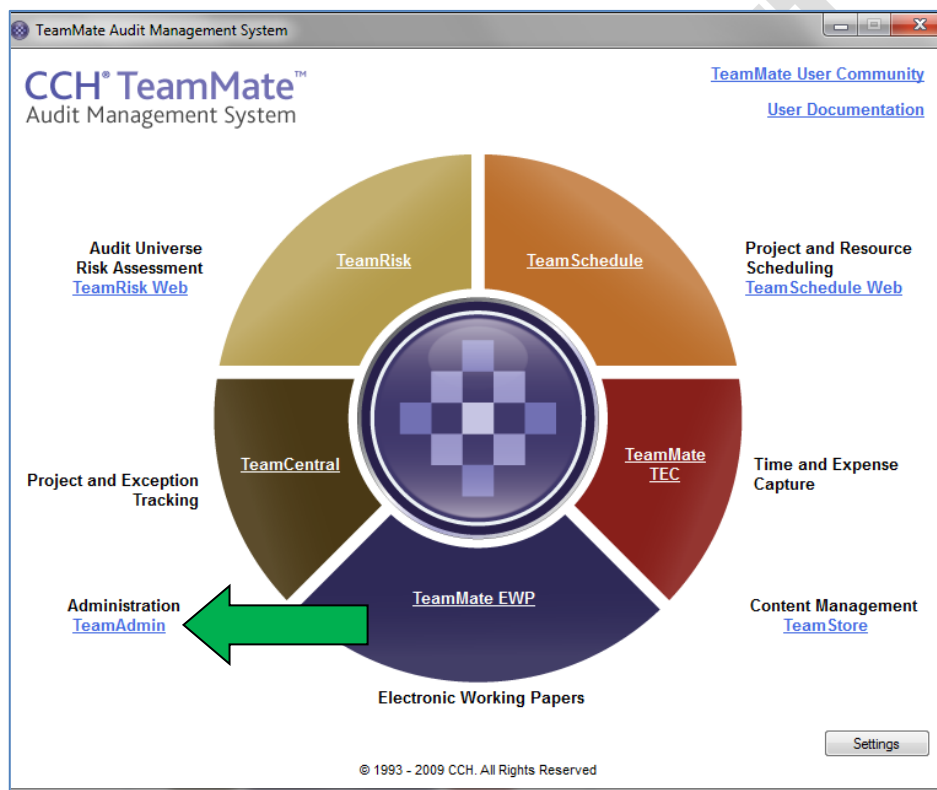 TeamMate Audit Management System
CCH® TeamMate™
Audit Management System
TeamMate User Community
User Documentation
Audit Universe
Risk Assessment
TeamRisk Web
TeamRisk
TeamSchedule
Project and Resource
Scheduling
TeamSchedule Web
Project and Exception
Tracking
TeamCentral
TeamMate
TEC
Time and Expense
Capture
Administration
TeamAdmin
TeamMate EWP
Content Management
TeamStore
Electronic Working Papers
Settings
© 1993 - 2009 CCH. All Rights Reserved